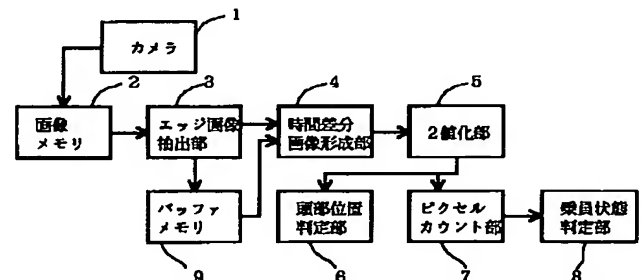 1
カメラ
2
3
4
5
画像
メモリ
エッジ画像
抽出部
時間差分
画像形成部
2値化部
バッファ
メモリ
頭部位置
判定部
ピクセル
カウント部
乗員状態
判定部
9
6
7
8